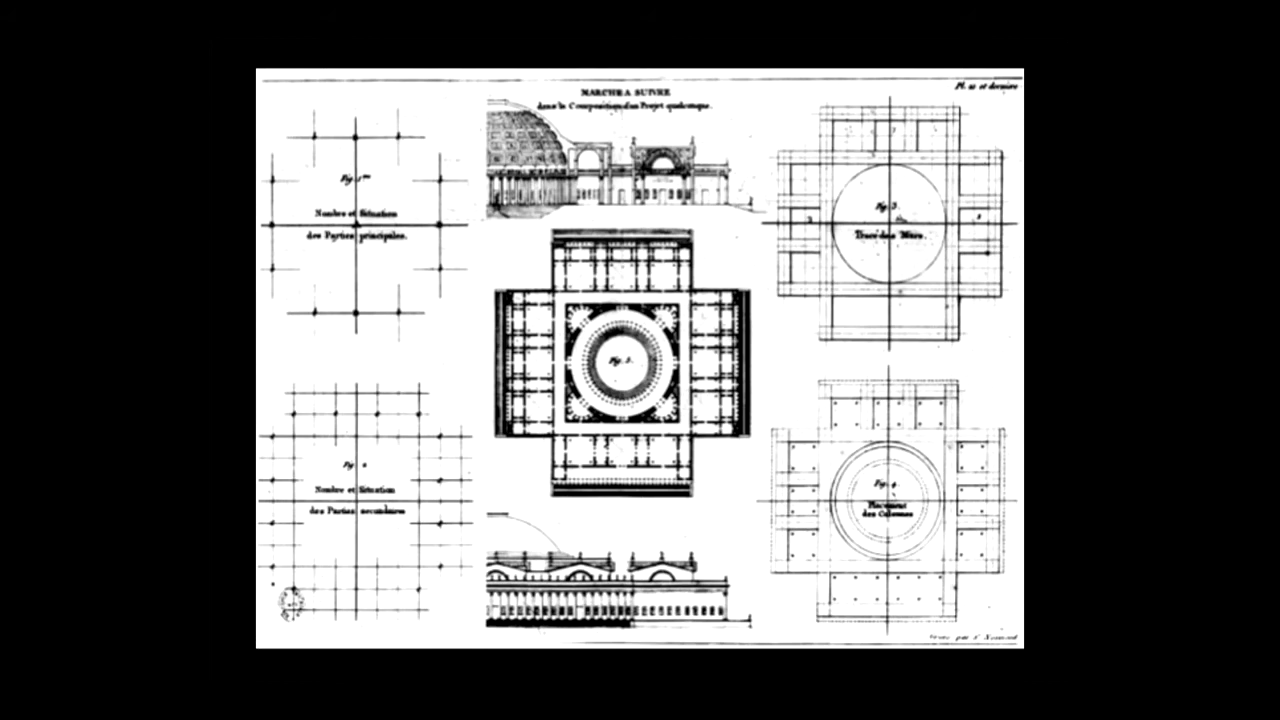 MARCHE A SUIVRE
dans la Composition d'un Projet quelconque.
Pl. 21 et dernière
Fig. 1.ère
Nombre et Situation
des Parties principales.
Fig. 2
Nombre et Situation
des Parties secondaires
Fig. 5.
Fig. 3.
Tracé des Murs.
Fig. 4.
Placement
des Colonnes